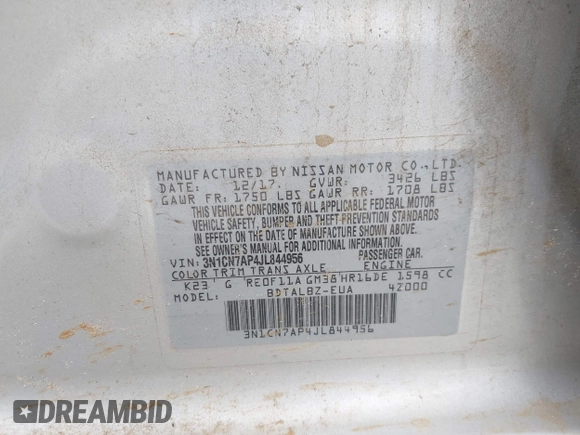 MANUFACTURED BY NISSAN MOTOR CO.,LTD.
DATE: 12/17. GVWR: 3426 LBS
GAWR FR: 1750 LBS GAWR RR: 1708 LBS
THIS VEHICLE CONFORMS TO ALL APPLICABLE FEDERAL MOTOR
VEHICLE SAFETY, BUMPER AND THEFT PREVENTION STANDARDS
IN EFFECT ON THE DATE OF MANUFACTURE SHOWN ABOVE.
SEE OWNER'S MANUAL FOR ADDITIONAL INFORMATION
VIN: 3N1CN7AP4JL844956 PASSENGER CAR.
COLOR TRIM TRANS AXLE ENGINE
K23 G RE0F11A GM38 HR16DE 1598 CC
MODEL: BDTALBZ-EUA 4Z000
3N1CN7AP4JL844956
DREAMBID